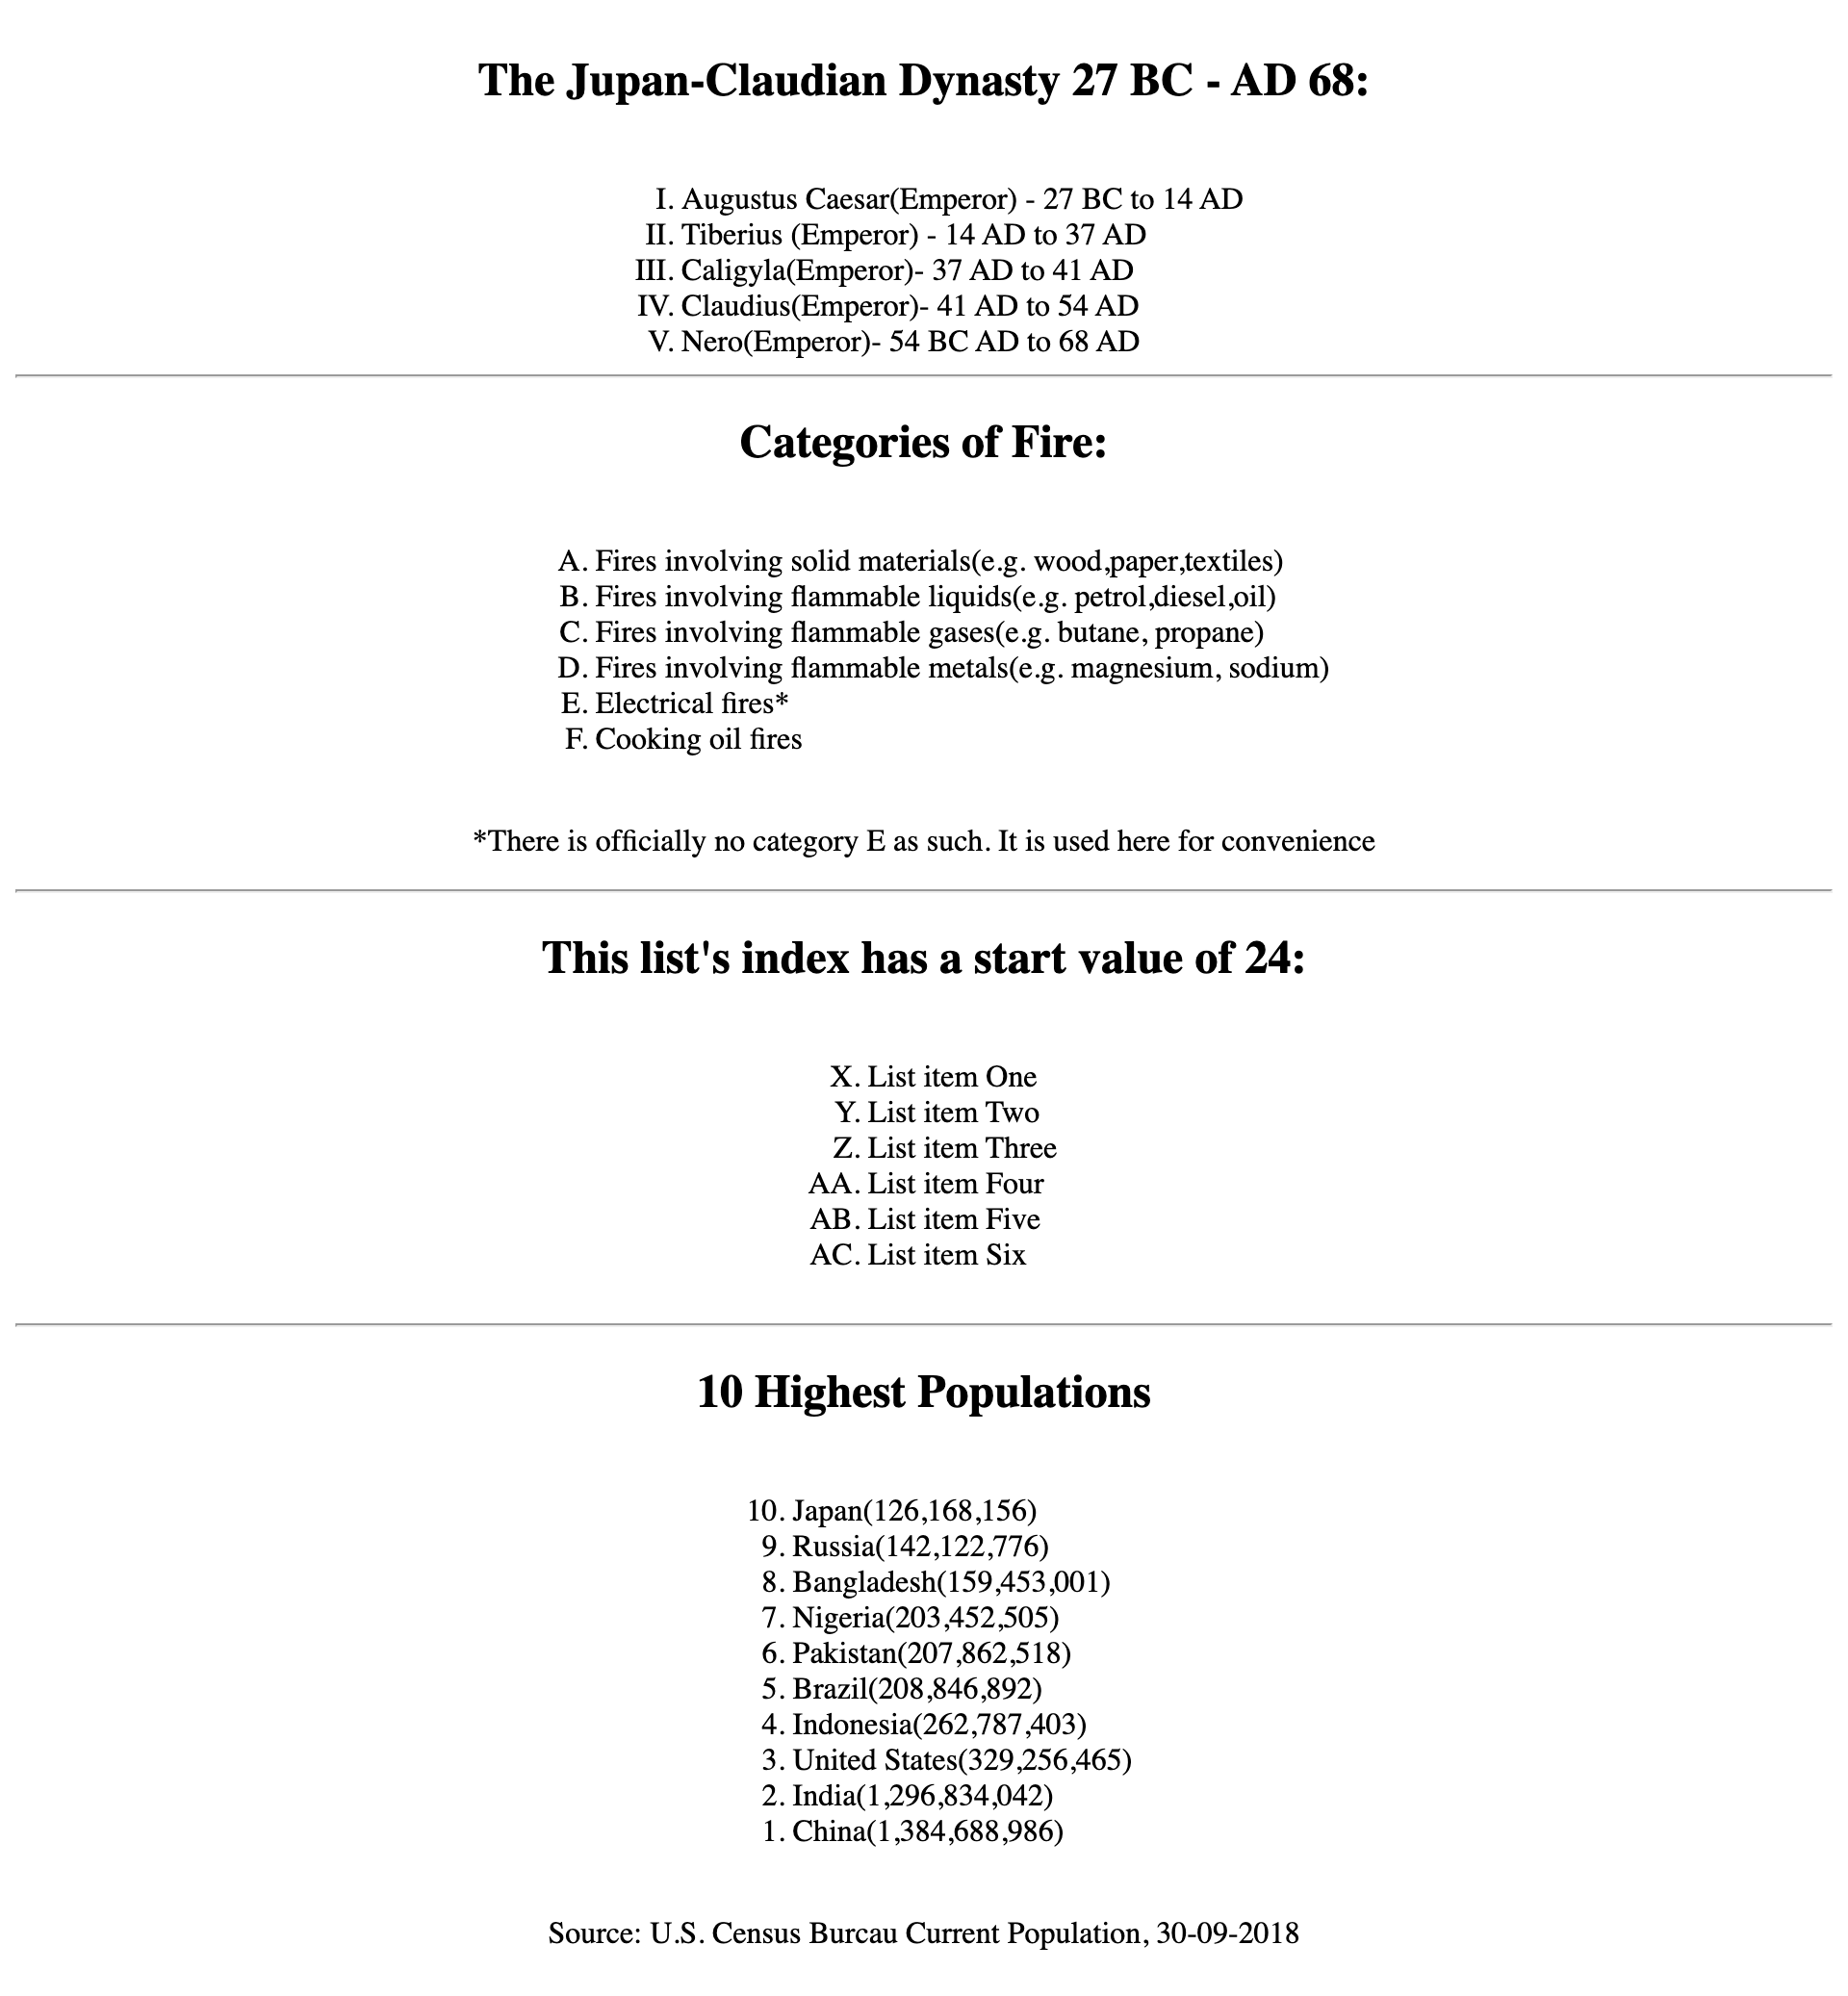 The Jupan-Claudian Dynasty 27 BC - AD 68:
I. Augustus Caesar(Emperor) - 27 BC to 14 AD
II. Tiberius (Emperor) - 14 AD to 37 AD
III. Caligyla(Emperor)- 37 AD to 41 AD
IV. Claudius(Emperor)- 41 AD to 54 AD
V. Nero(Emperor)- 54 BC AD to 68 AD
Categories of Fire:
A. Fires involving solid materials(e.g. wood,paper,textiles)
B. Fires involving flammable liquids(e.g. petrol,diesel,oil)
C. Fires involving flammable gases(e.g. butane, propane)
D. Fires involving flammable metals(e.g. magnesium, sodium)
E. Electrical fires*
F. Cooking oil fires
*There is officially no category E as such. It is used here for convenience
This list's index has a start value of 24:
X. List item One
Y. List item Two
Z. List item Three
AA. List item Four
AB. List item Five
AC. List item Six
10 Highest Populations
10. Japan(126,168,156)
9. Russia(142,122,776)
8. Bangladesh(159,453,001)
7. Nigeria(203,452,505)
6. Pakistan(207,862,518)
5. Brazil(208,846,892)
4. Indonesia(262,787,403)
3. United States(329,256,465)
2. India(1,296,834,042)
1. China(1,384,688,986)
Source: U.S. Census Burcau Current Population, 30-09-2018